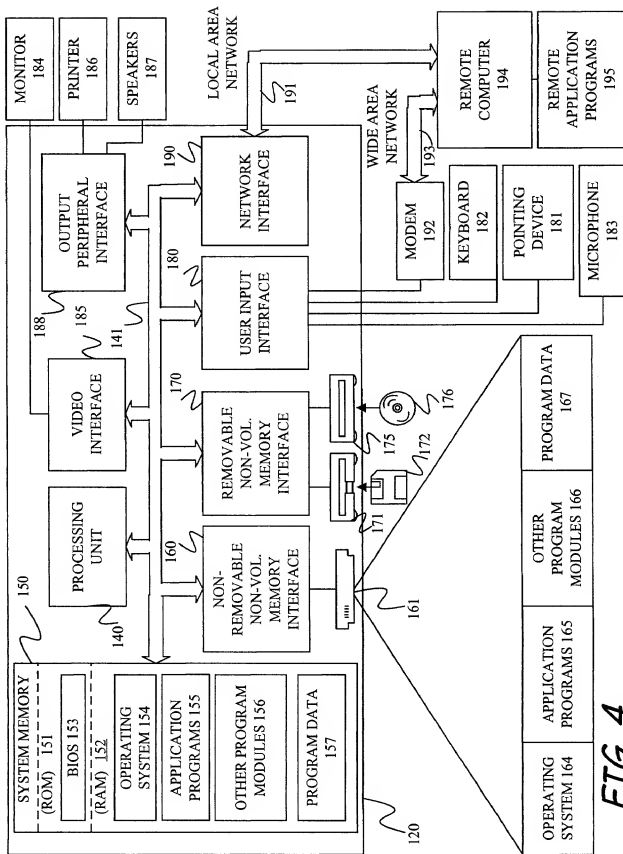 SYSTEM MEMORY
(ROM) 151
BIOS 153
(RAM) 152
OPERATING
SYSTEM 154
APPLICATION
PROGRAMS 155
OTHER PROGRAM
MODULES 156
PROGRAM DATA
157
150
120
PROCESSING
UNIT
140
VIDEO
INTERFACE
185
141
OUTPUT
PERIPHERAL
INTERFACE
188
MONITOR
184
PRINTER
186
SPEAKERS
187
NON-
REMOVABLE
NON-VOL.
MEMORY
INTERFACE
160
REMOVABLE
NON-VOL.
MEMORY
INTERFACE
170
USER INPUT
INTERFACE
180
NETWORK
INTERFACE
190
LOCAL AREA
NETWORK
191
161
171
172
175
176
WIDE AREA
NETWORK
193
MODEM
192
KEYBOARD
182
POINTING
DEVICE
181
MICROPHONE
183
REMOTE
COMPUTER
194
REMOTE
APPLICATION
PROGRAMS
195
OPERATING
SYSTEM 164
APPLICATION
PROGRAMS 165
OTHER
PROGRAM
MODULES 166
PROGRAM DATA
167
FIG. 4